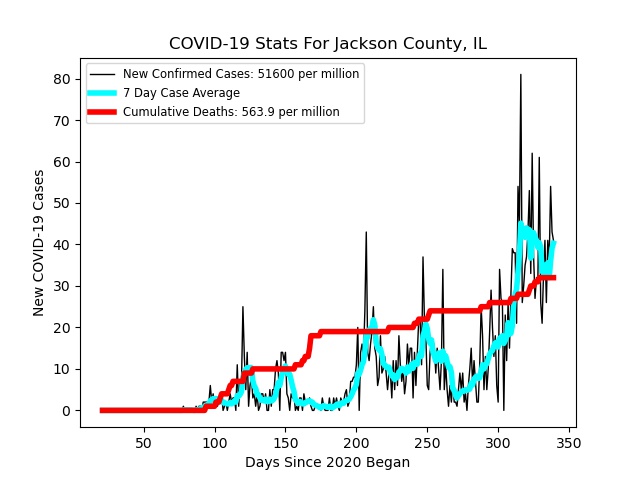 COVID-19 Stats For Jackson County, IL
New Confirmed Cases: 51600 per million
7 Day Case Average
Cumulative Deaths: 563.9 per million
New COVID-19 Cases
80
70
60
50
40
30
20
10
0
50 100 150 200 250 300 350
Days Since 2020 Began